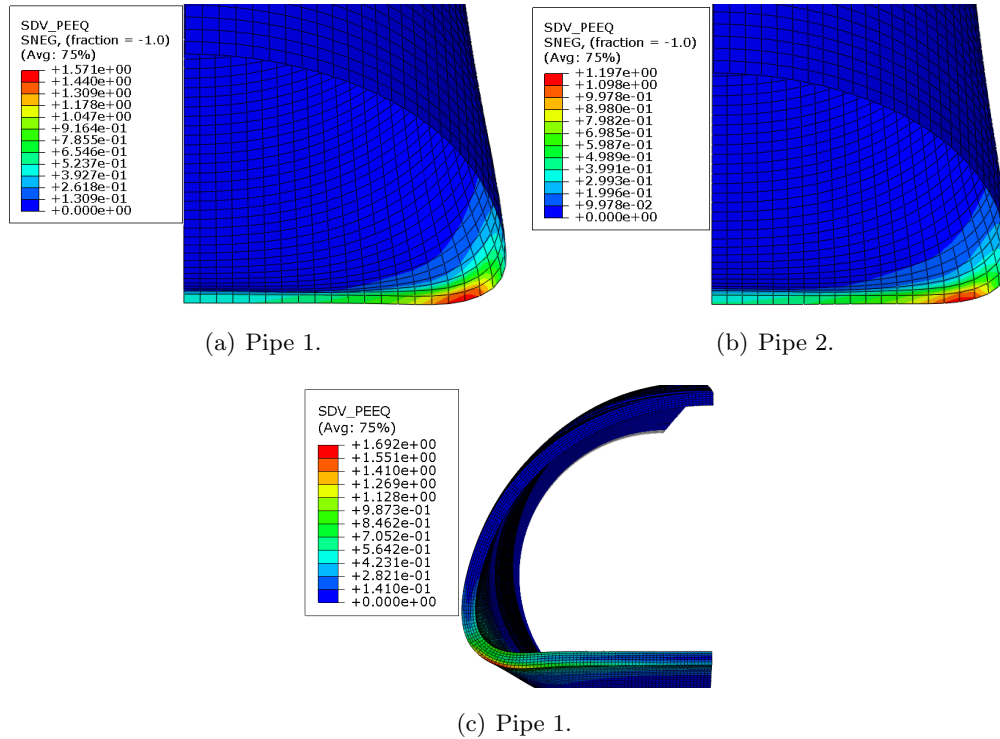 SDV_PEEQ
SNEG, (fraction = -1.0)
(Avg: 75%)
+1.571e+00
+1.440e+00
+1.309e+00
+1.178e+00
+1.047e+00
+9.164e-01
+7.855e-01
+6.546e-01
+5.237e-01
+3.927e-01
+2.618e-01
+1.309e-01
+0.000e+00
(a) Pipe 1.
SDV_PEEQ
SNEG, (fraction = -1.0)
(Avg: 75%)
+1.197e+00
+1.098e+00
+9.978e-01
+8.980e-01
+7.982e-01
+6.985e-01
+5.987e-01
+4.989e-01
+3.991e-01
+2.993e-01
+1.996e-01
+9.978e-02
+0.000e+00
(b) Pipe 2.
SDV_PEEQ
(Avg: 75%)
+1.692e+00
+1.551e+00
+1.410e+00
+1.269e+00
+1.128e+00
+9.873e-01
+8.462e-01
+7.052e-01
+5.642e-01
+4.231e-01
+2.821e-01
+1.410e-01
+0.000e+00
(c) Pipe 1.